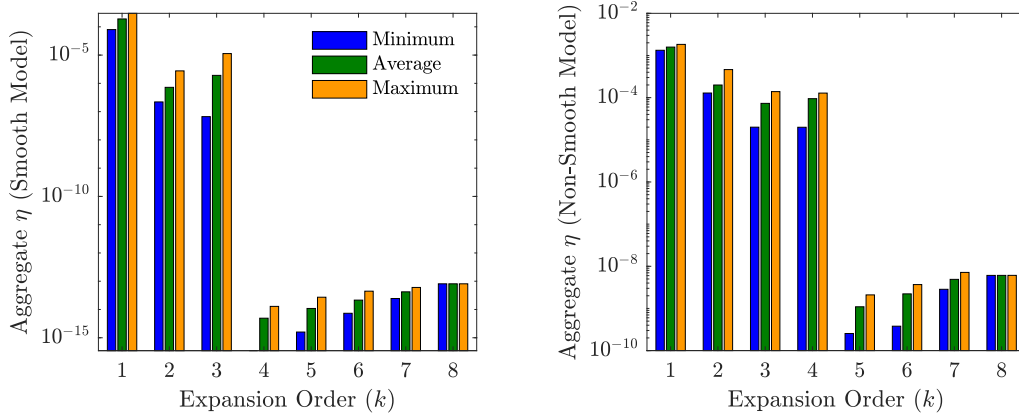 Aggregate η (Smooth Model)
10⁻⁵
10⁻¹⁰
10⁻¹⁵
Minimum
Average
Maximum
1 2 3 4 5 6 7 8
Expansion Order (k)
Aggregate η (Non-Smooth Model)
10⁻²
10⁻⁴
10⁻⁶
10⁻⁸
10⁻¹⁰
1 2 3 4 5 6 7 8
Expansion Order (k)